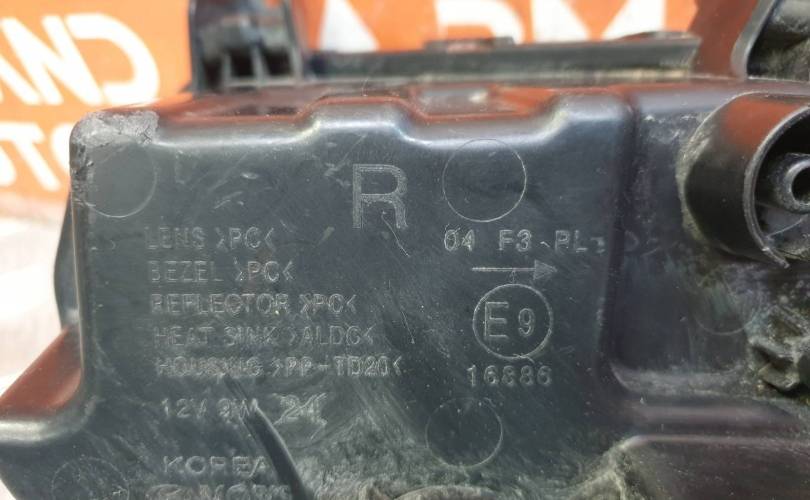 R
LENS >PC<
BEZEL >PC<
REFLECTOR >PC<
HEAT SINK >ALDC<
HOUSING >PP-TD20<
12V 9W 24
04 F3 PL
→
E9
16886
KOREA